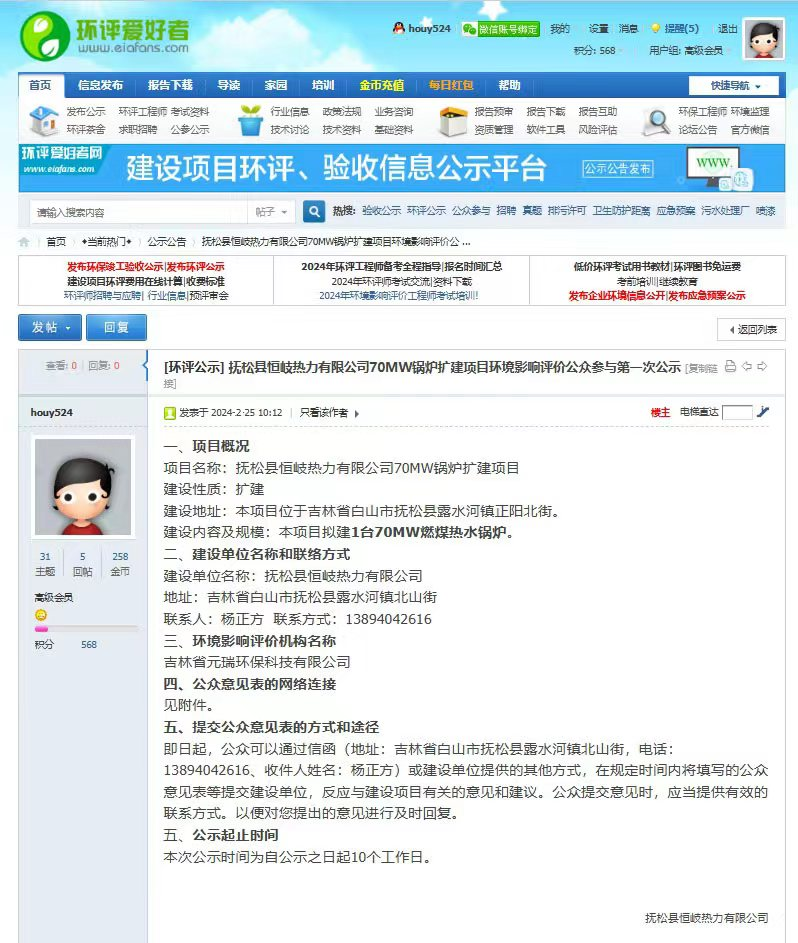 环评爱好者
www.eiafans.com
houy524 微信账号绑定 我的 设置 消息 提醒(5) 退出
积分: 568 用户组: 高级会员
首页 信息发布 报告下载 导读 家园 培训 金币充值 每日红包 帮助 快捷导航
发布公示 环评工程师 考试资料 行业信息 政策法规 业务咨询 报告预审 报告下载 报告互助 环保工程师 环境监理
环评茶舍 求职招聘 公参公示 技术讨论 技术资料 基础资料 资质管理 软件工具 风险评估 论坛公告 官方微信
环评爱好者网
www.eiafans.com
建设项目环评、验收信息公示平台
公示公告发布
www.
请输入搜索内容 帖子 热搜: 验收公示 环评公示 公众参与 招聘 真题 排污许可 卫生防护距离 应急预案 污水处理厂 喷漆
首页 ♦当前热门♦ 公示公告 抚松县恒岐热力有限公司70MW锅炉扩建项目环境影响评价公 ...
发布环保竣工验收公示|发布环评公示 2024年环评工程师备考全程指导|报名时间汇总 低价环评考试用书教材|环评图书免运费
建设项目环评费用在线计算|收费标准 2024年环评师考试交流|资料下载 考前培训|继续教育
环评师招聘与应聘| 行业信息|预评审会 2024年环境影响评价工程师考试培训! 发布企业环境信息公开|发布应急预案公示
发帖 回复 返回列表
查看: 0 回复: 0
[环评公示] 抚松县恒岐热力有限公司70MW锅炉扩建项目环境影响评价公众参与第一次公示 [复制链
接]
houy524
发表于 2024-2-25 10:12 只看该作者 楼主 电梯直达
31 5 258
主题 回帖 金币
高级会员
积分 568
一、项目概况
项目名称：抚松县恒岐热力有限公司70MW锅炉扩建项目
建设性质：扩建
建设地址：本项目位于吉林省白山市抚松县露水河镇正阳北街。
建设内容及规模：本项目拟建1台70MW燃煤热水锅炉。
二、建设单位名称和联络方式
建设单位名称：抚松县恒岐热力有限公司
地址：吉林省白山市抚松县露水河镇北山街
联系人：杨正方 联系方式：13894042616
三、环境影响评价机构名称
吉林省元瑞环保科技有限公司
四、公众意见表的网络连接
见附件。
五、提交公众意见表的方式和途径
即日起，公众可以通过信函（地址：吉林省白山市抚松县露水河镇北山街，电话：
13894042616、收件人姓名：杨正方）或建设单位提供的其他方式，在规定时间内将填写的公众
意见表等提交建设单位，反应与建设项目有关的意见和建议。公众提交意见时，应当提供有效的
联系方式。以便对您提出的意见进行及时回复。
五、公示起止时间
本次公示时间为自公示之日起10个工作日。
抚松县恒岐热力有限公司